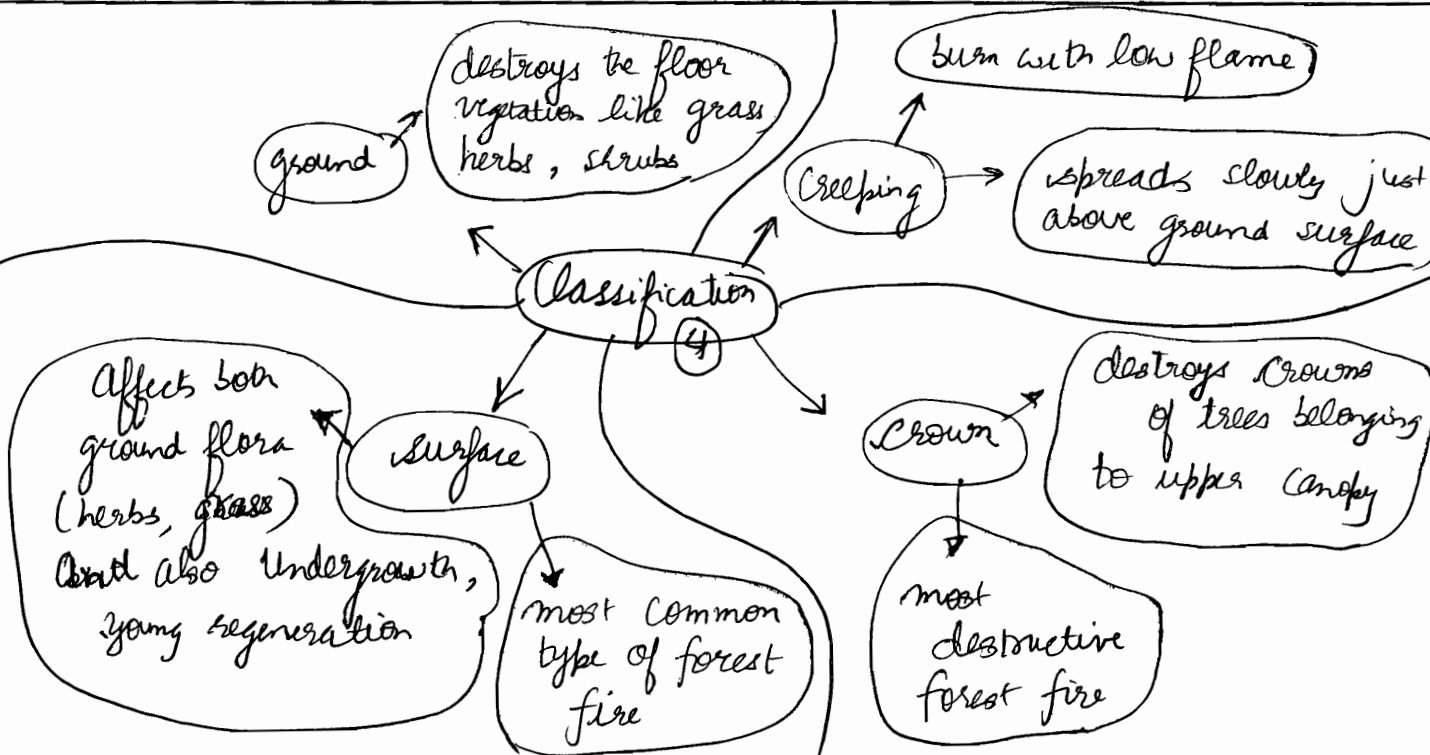 ground
destroys the floor
vegetation like grass
herbs, shrubs
Creeping
burn with low flame
spreads slowly just
above ground surface
Classification
4
surface
Affects both
ground flora
(herbs, grass)
also Undergrowth,
young regeneration
most common
type of forest
fire
crown
destroys crowns
of trees belonging
to upper canopy
most
destructive
forest fire